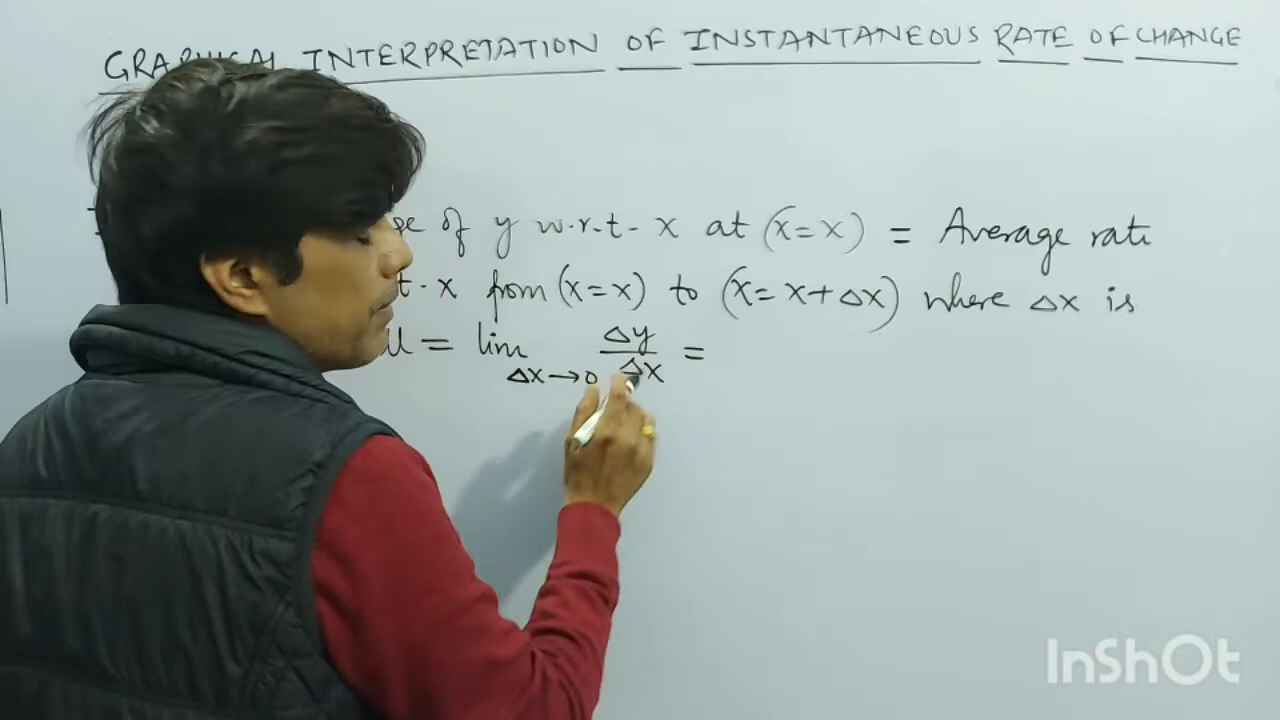 GRAPHICAL INTERPRETATION OF INSTANTANEOUS RATE OF CHANGE
of y w.r.t. x at (x=x) = Average rate
x from (x=x) to (x=x+Δx) where Δx is
= lim Δy/Δx =
Δx→0
InShOt